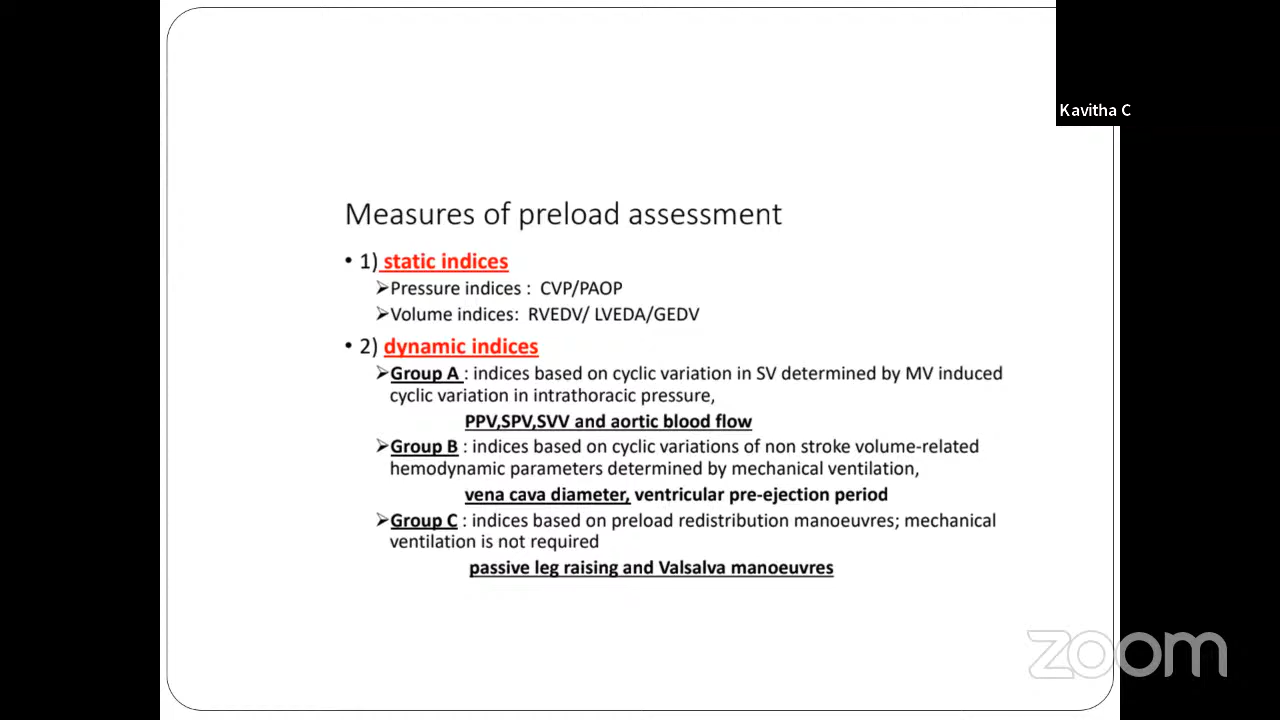 Kavitha C
Measures of preload assessment
• 1) static indices
➢Pressure indices : CVP/PAOP
➢Volume indices: RVEDV/ LVEDA/GEDV
• 2) dynamic indices
➢Group A : indices based on cyclic variation in SV determined by MV induced
cyclic variation in intrathoracic pressure,
PPV,SPV,SVV and aortic blood flow
➢Group B : indices based on cyclic variations of non stroke volume-related
hemodynamic parameters determined by mechanical ventilation,
vena cava diameter, ventricular pre-ejection period
➢Group C : indices based on preload redistribution manoeuvres; mechanical
ventilation is not required
passive leg raising and Valsalva manoeuvres
zoom